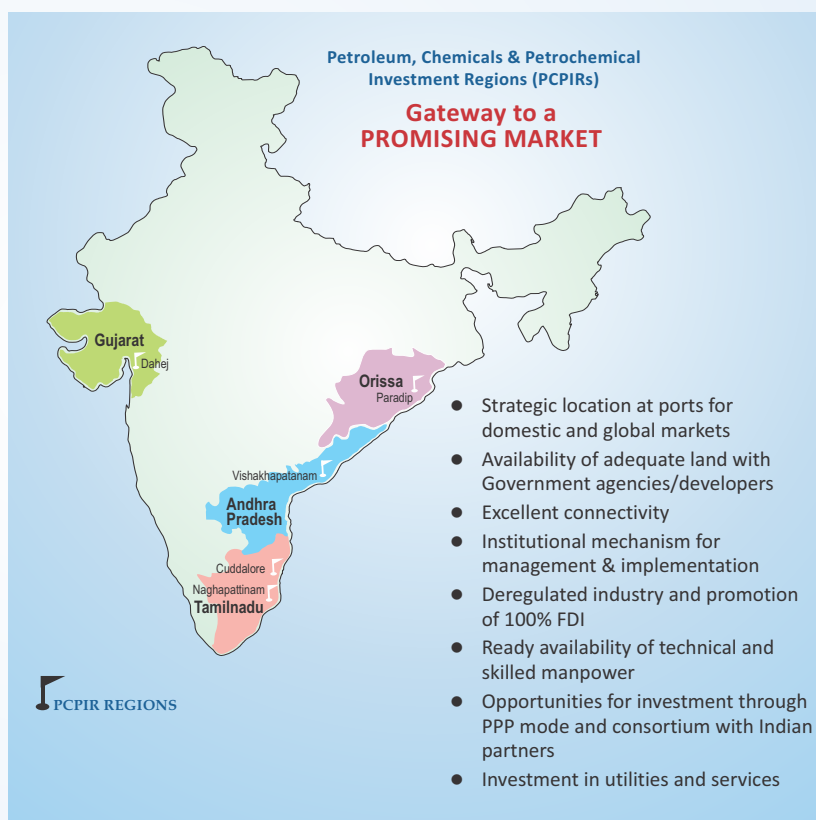 Petroleum, Chemicals & Petrochemical
Investment Regions (PCPIRs)
Gateway to a
PROMISING MARKET
Gujarat
Dahej
Orissa
Paradip
Vishakhapatanam
Andhra
Pradesh
Cuddalore
Naghapattinam
Tamilnadu
PCPIR REGIONS
● Strategic location at ports for
domestic and global markets
● Availability of adequate land with
Government agencies/developers
● Excellent connectivity
● Institutional mechanism for
management & implementation
● Deregulated industry and promotion
of 100% FDI
● Ready availability of technical and
skilled manpower
● Opportunities for investment through
PPP mode and consortium with Indian
partners
● Investment in utilities and services